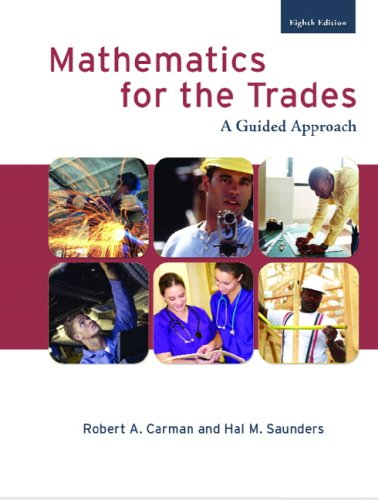 Eighth Edition
Mathematics
for the Trades
A Guided Approach
Robert A. Carman and Hal M. Saunders